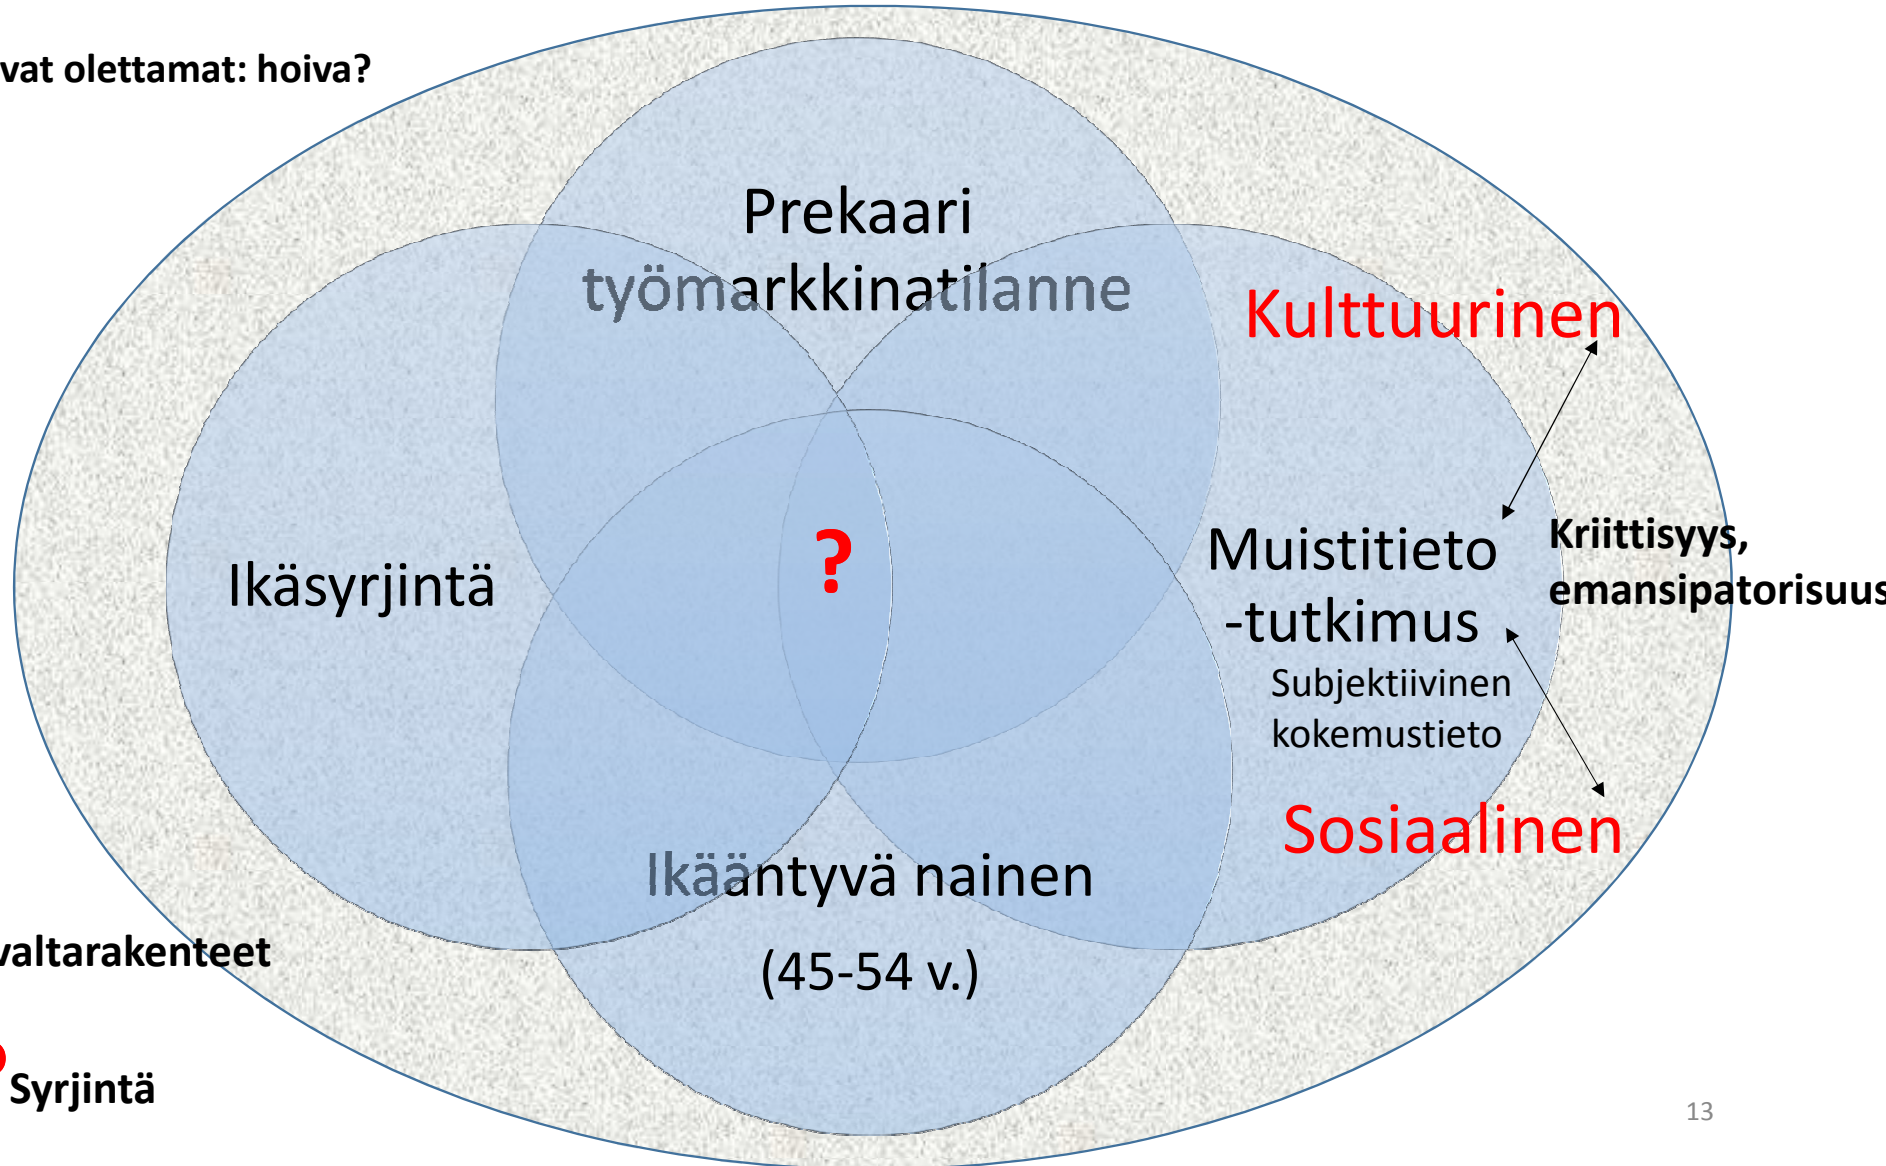 vat olettamat: hoiva?
Prekaari
työmarkkinatilanne
Kulttuurinen
Ikäsyrjintä
?
Muistitieto
-tutkimus
Subjektiivinen
kokemustieto
Kriittisyys,
emansipatorisuus
Sosiaalinen
Ikääntyvä nainen
(45-54 v.)
valtarakenteet
Syrjintä
13